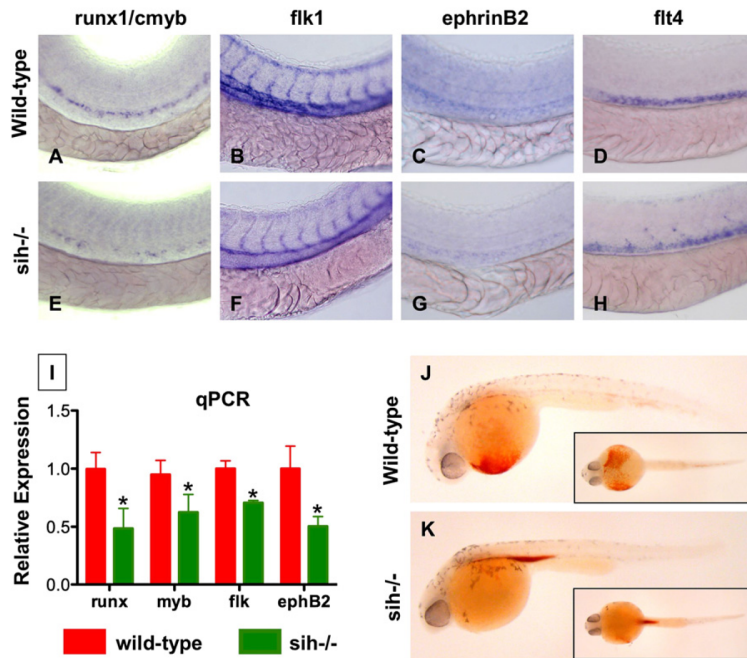 runx1/cmyb flk1 ephrinB2 flt4
Wild-type
A B C D
sih-/-
E F G H
I
qPCR
Relative Expression
1.5
1.0
0.5
0.0
* * * *
runx myb flk ephB2
wild-type sih-/-
J
Wild-type
K
sih-/-